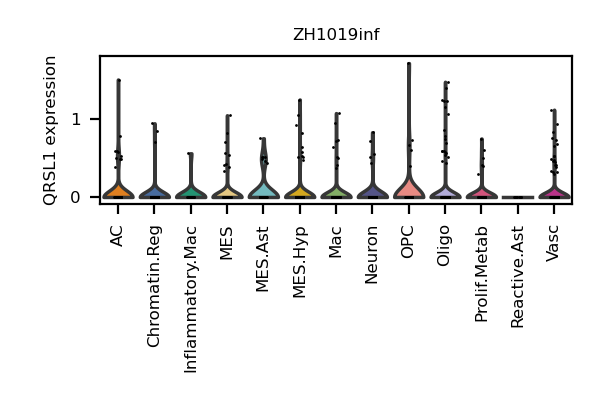 ZH1019inf
QRSL1 expression
1
0
AC
Chromatin.Reg
Inflammatory.Mac
MES
MES.Ast
MES.Hyp
Mac
Neuron
OPC
Oligo
Prolif.Metab
Reactive.Ast
Vasc